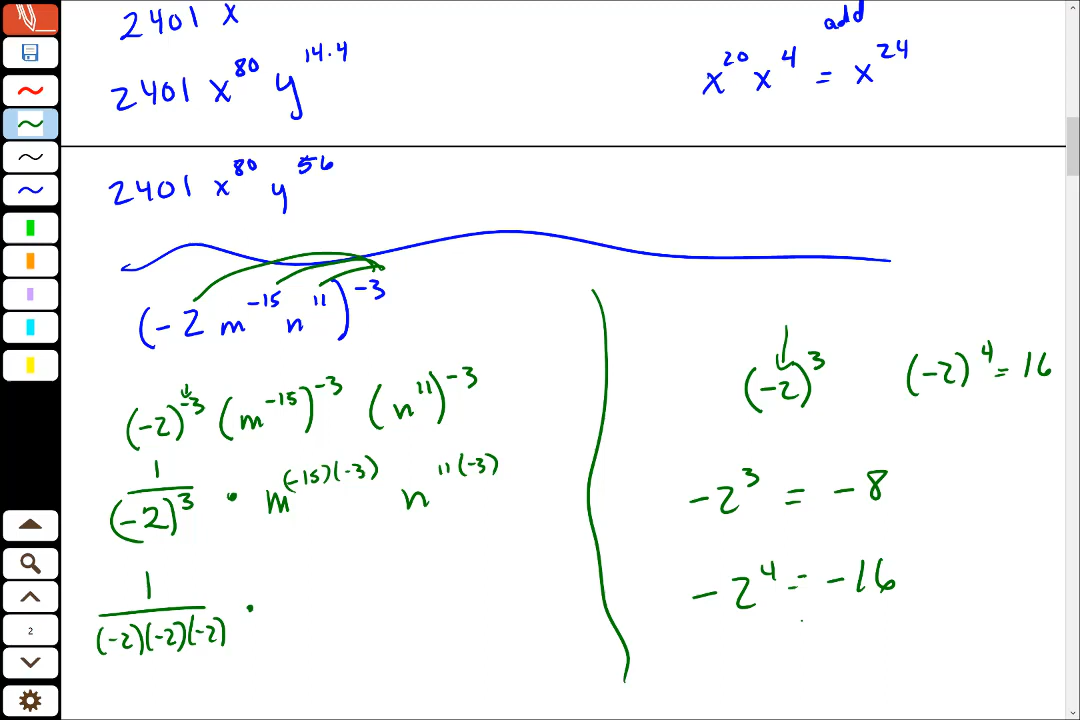 2401 x
2401 x^80 y^14·4
add
x^20 x^4 = x^24
2401 x^80 y^56
(-2 m^-15 n^11)^-3
(-2)^-3 (m^-15)^-3 (n^11)^-3
1/(-2)^3 · m^(-15)(-3) n^11(-3)
1/(-2)(-2)(-2) ·
(-2)^3 (-2)^4 = 16
-2^3 = -8
-2^4 = -16
2